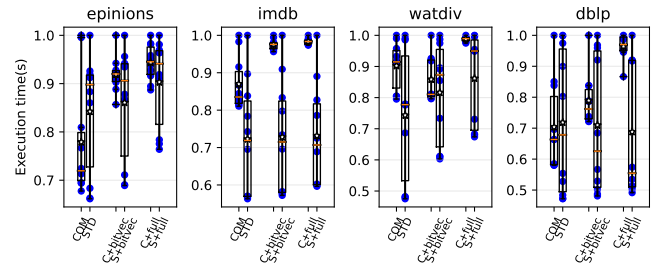 epinions
imdb
watdiv
dblp
Execution time(s)
1.0
0.9
0.8
0.7
COM
STD
C+bitvec
S+bitvec
C+full
S+full
1.0
0.9
0.8
0.7
0.6
COM
STD
C+bitvec
S+bitvec
C+full
S+full
1.0
0.9
0.8
0.7
0.6
0.5
COM
STD
C+bitvec
S+bitvec
C+full
S+full
1.0
0.9
0.8
0.7
0.6
0.5
COM
STD
C+bitvec
S+bitvec
C+full
S+full